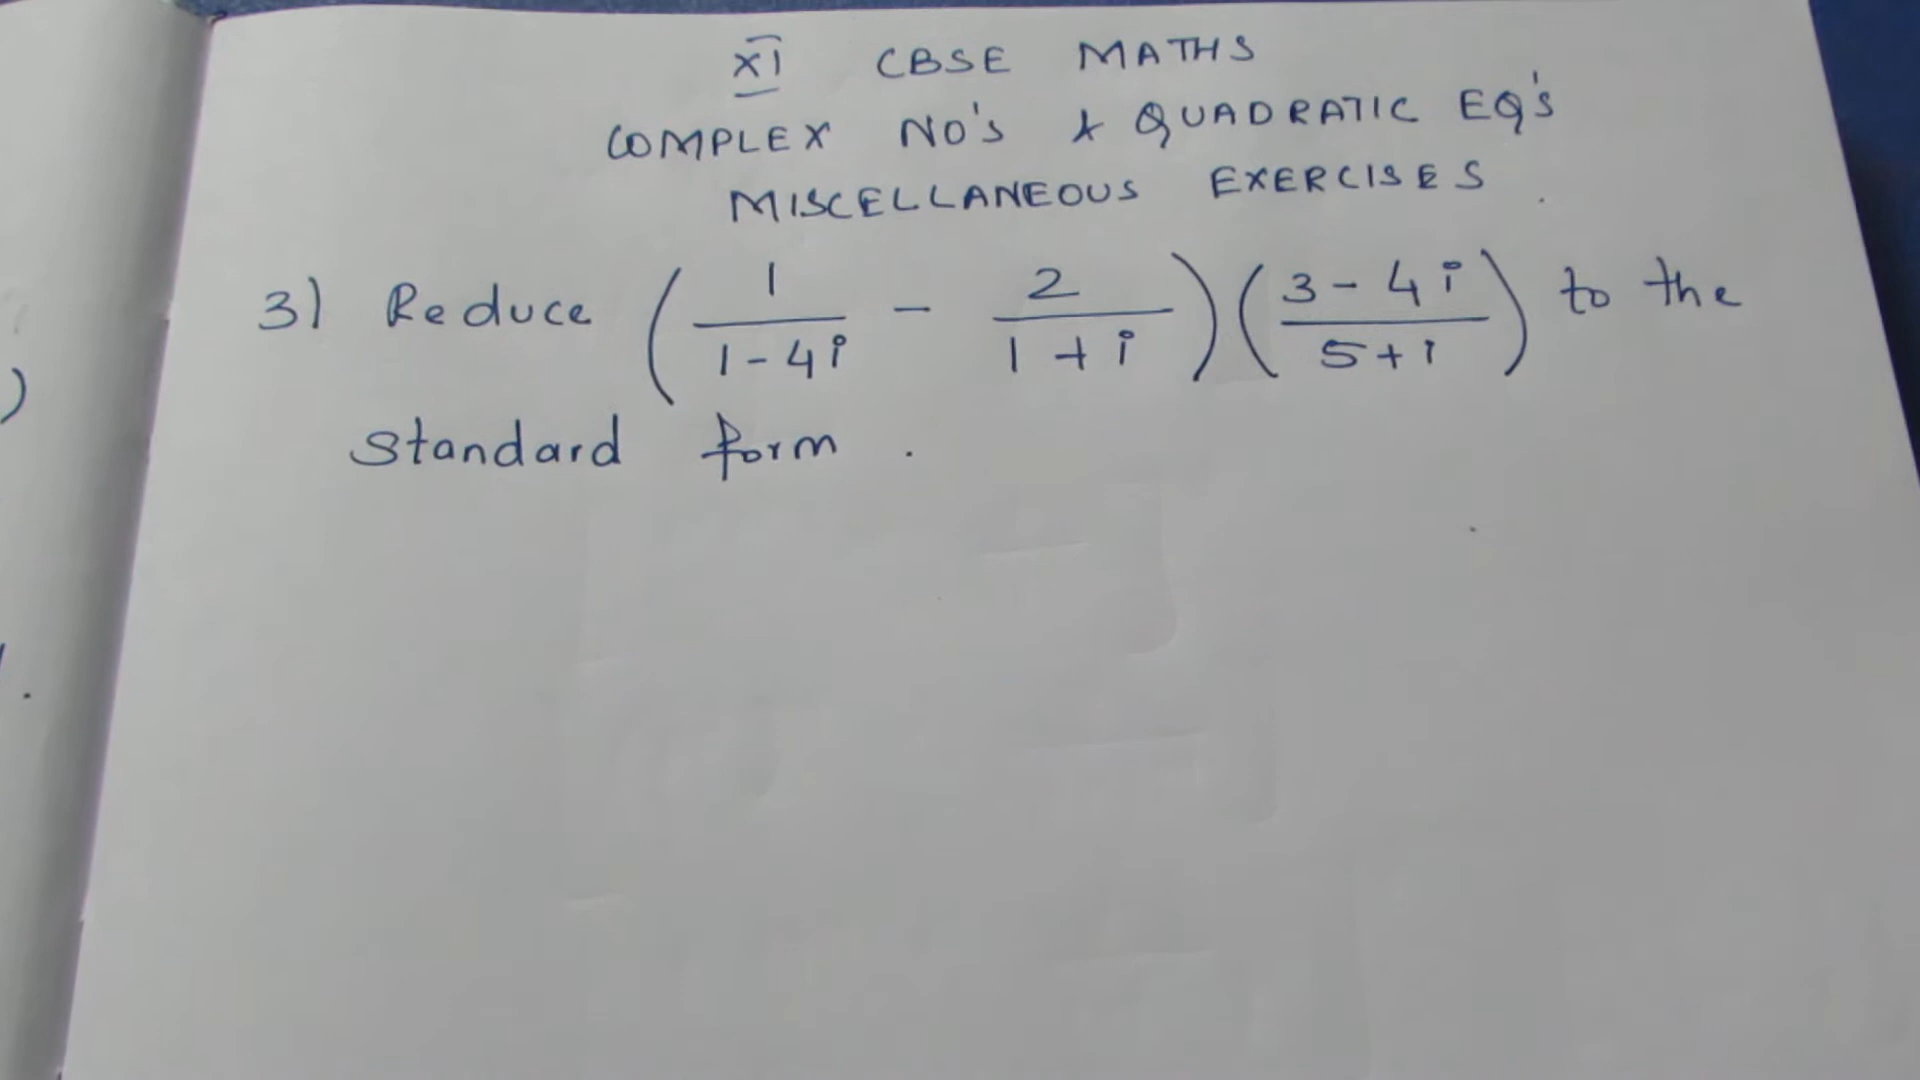 XI CBSE MATHS
COMPLEX NO'S & QUADRATIC EQ'S
MISCELLANEOUS EXERCISES
3) Reduce (1/(1-4i) - 2/(1+i)) ((3-4i)/(5+i)) to the
standard form.
)